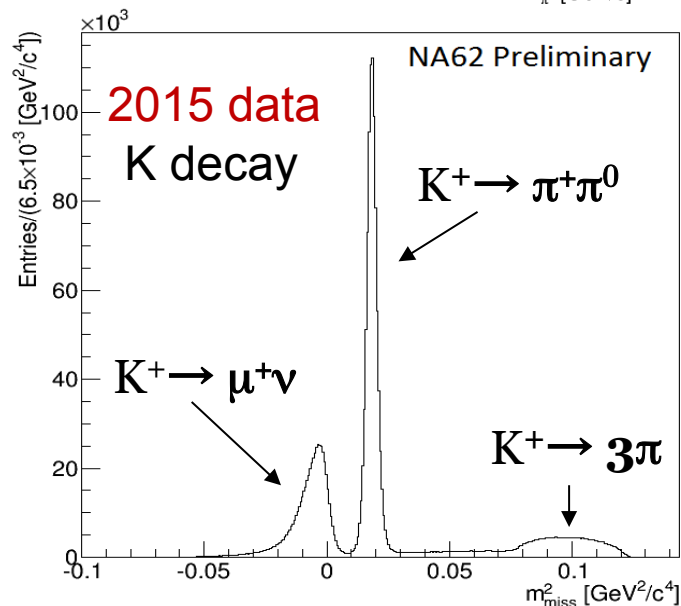 ×10³
NA62 Preliminary
2015 data
K decay
K⁺→ π⁺π⁰
K⁺→ μ⁺ν
K⁺→ 3π
Entries/(6.5×10⁻³ [GeV²/c⁴])
100
80
60
40
20
0
-0.1 -0.05 0 0.05 0.1
m²miss [GeV²/c⁴]